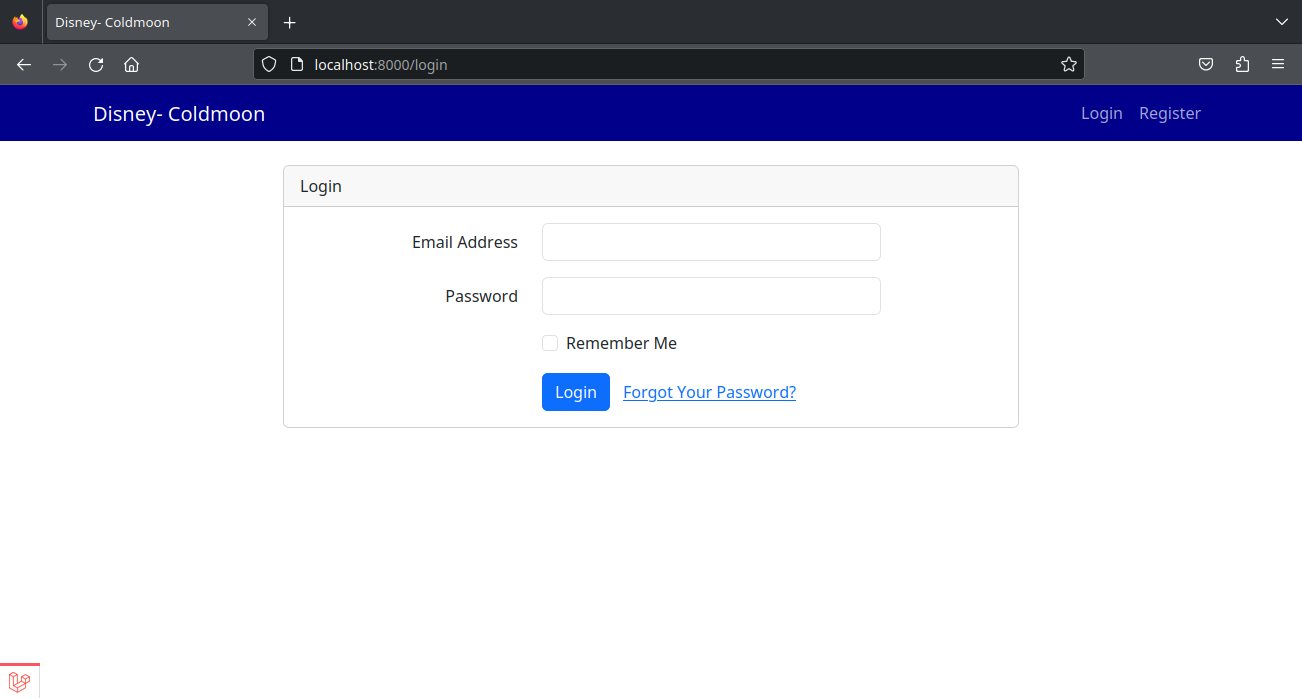 Disney- Coldmoon
localhost:8000/login
Disney- Coldmoon
Login Register
Login
Email Address
Password
Remember Me
Login Forgot Your Password?